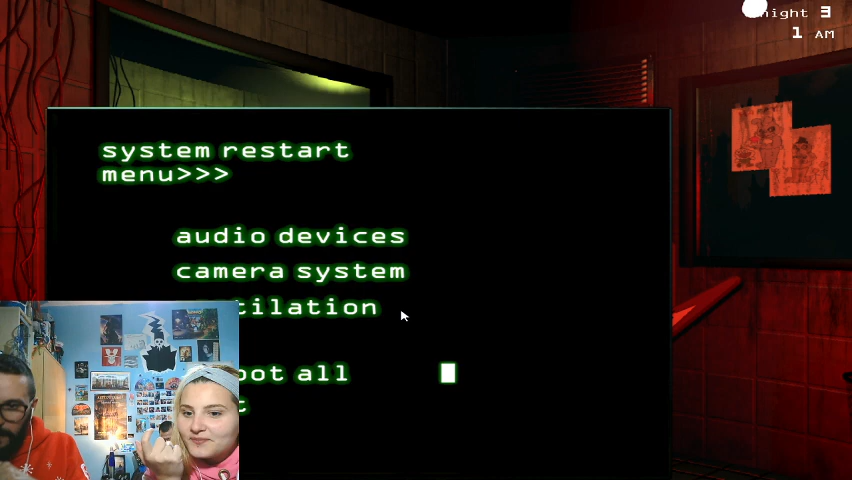 night 3
1 AM
system restart
menu>>>
audio devices
camera system
tilation
oot all
t